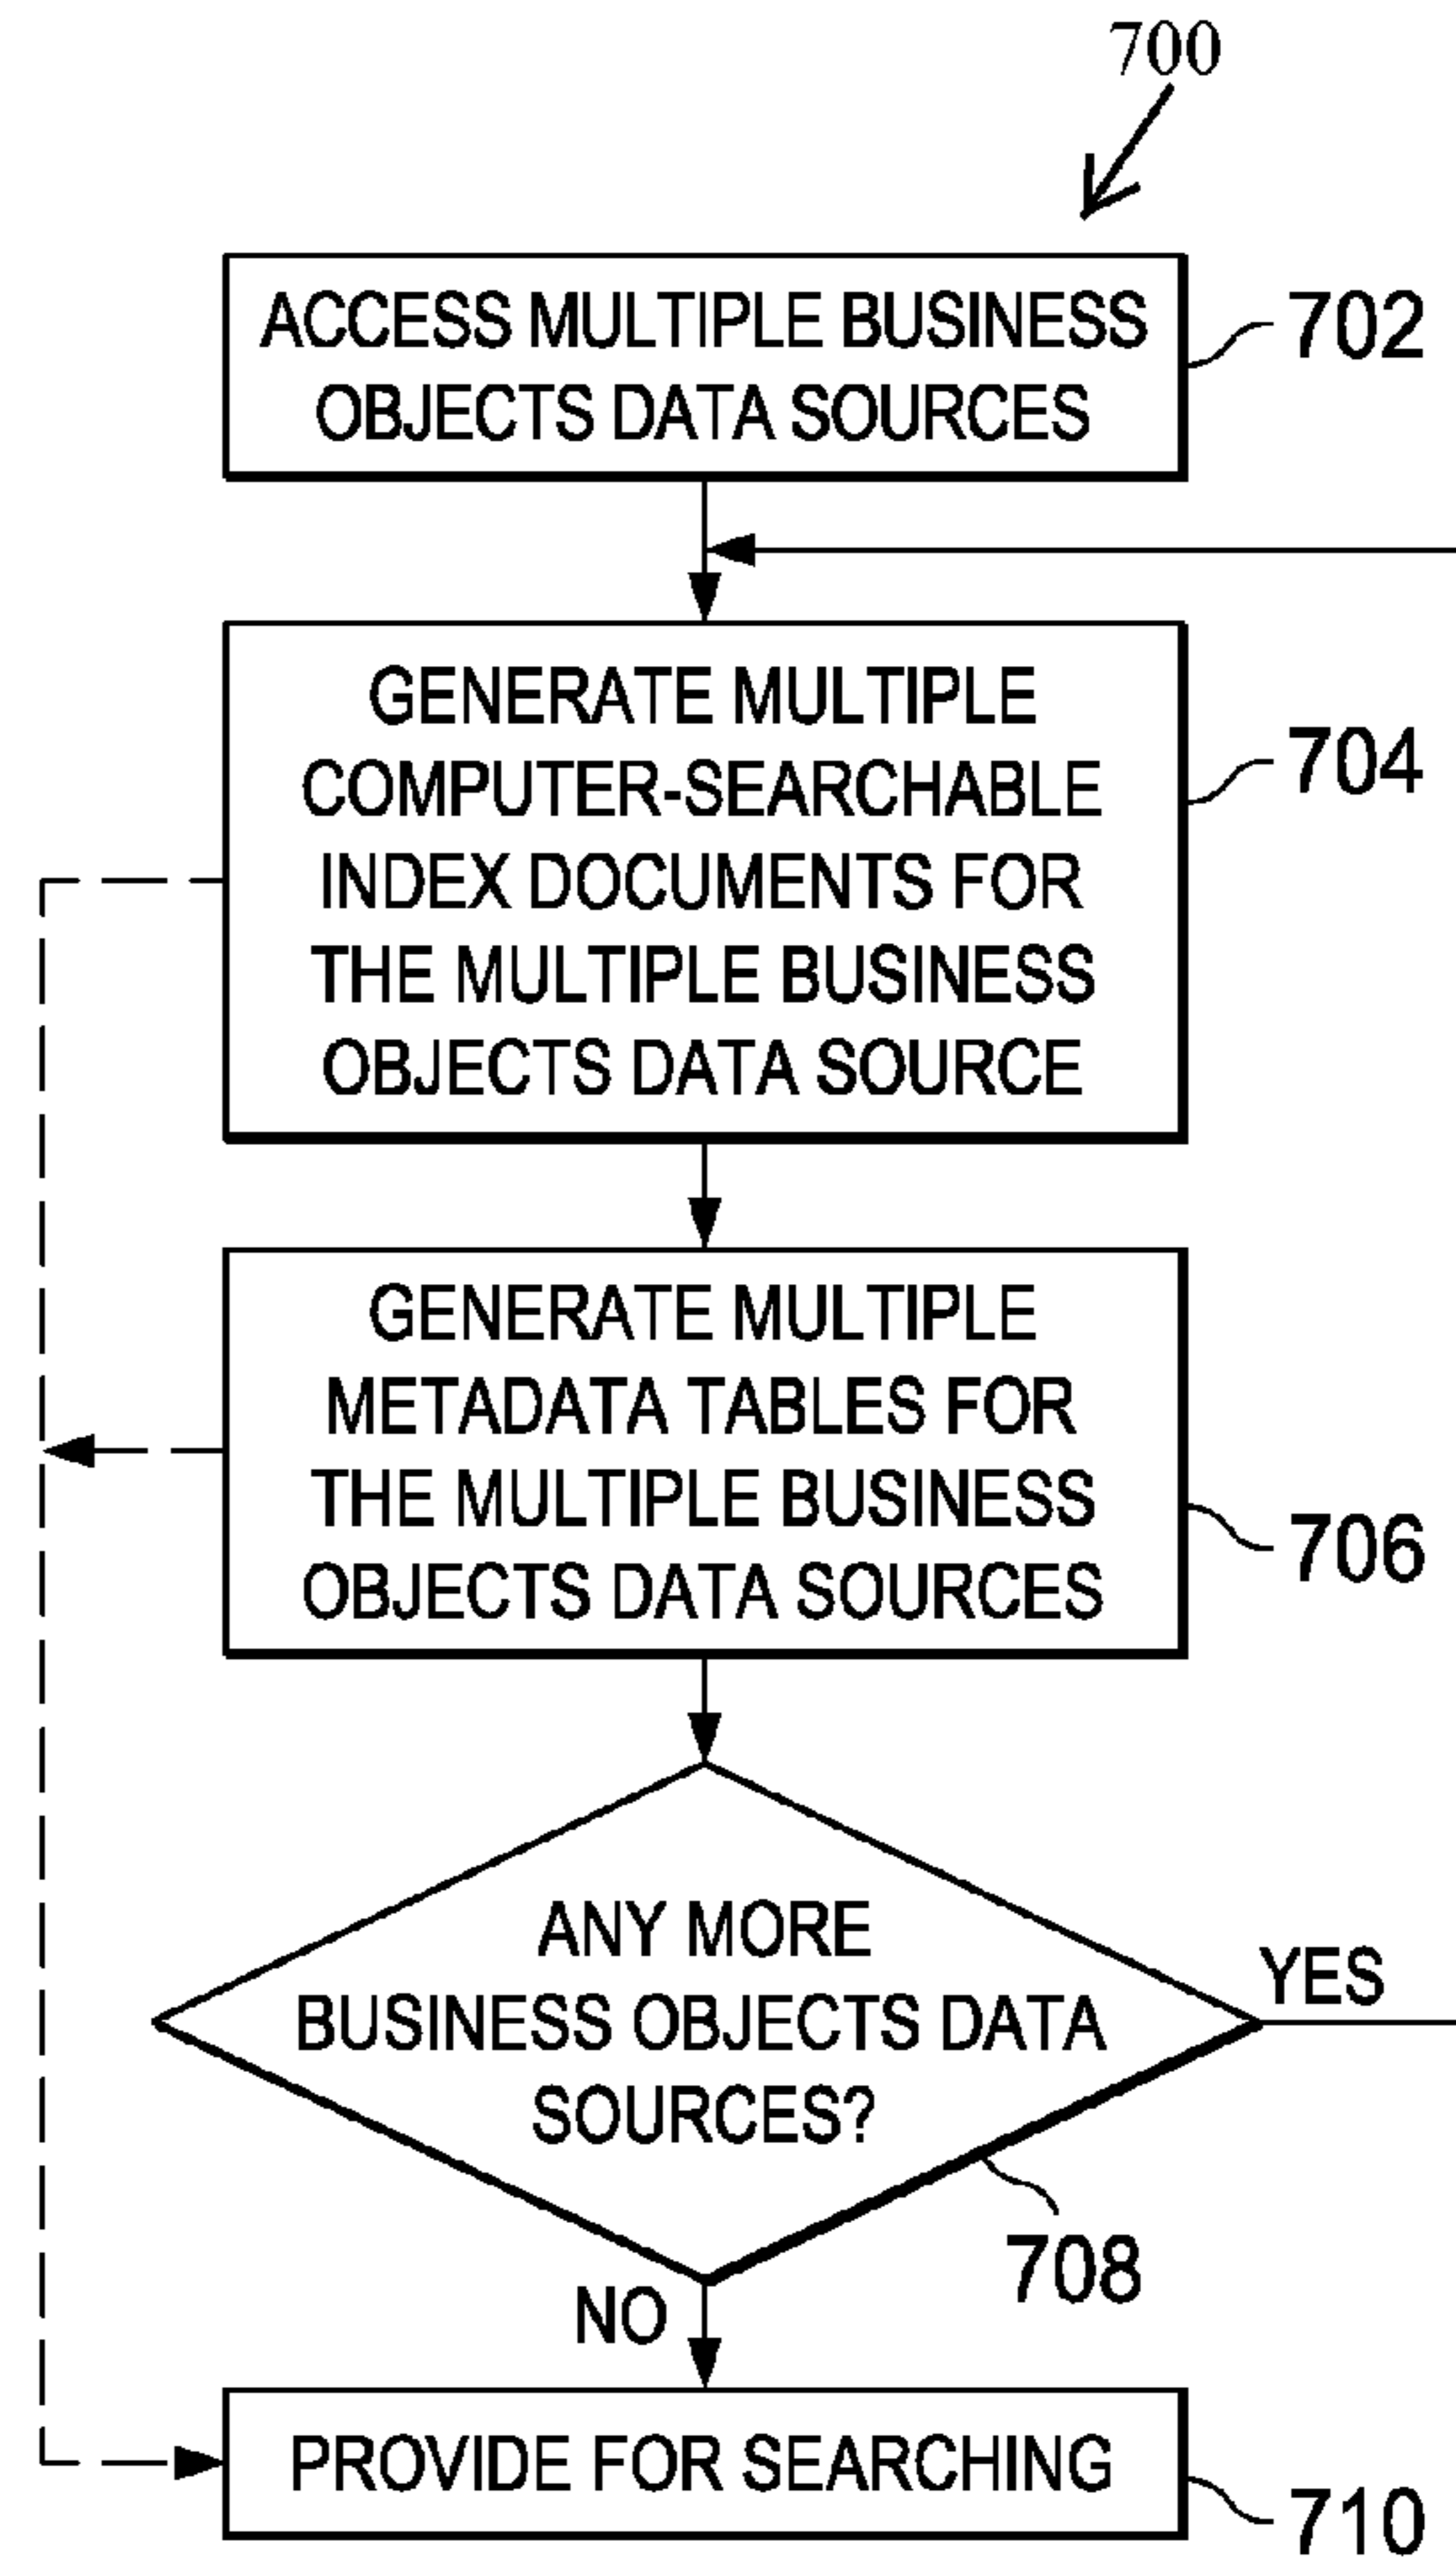 700
ACCESS MULTIPLE BUSINESS
OBJECTS DATA SOURCES
702
GENERATE MULTIPLE
COMPUTER-SEARCHABLE
INDEX DOCUMENTS FOR
THE MULTIPLE BUSINESS
OBJECTS DATA SOURCE
704
GENERATE MULTIPLE
METADATA TABLES FOR
THE MULTIPLE BUSINESS
OBJECTS DATA SOURCES
706
ANY MORE
BUSINESS OBJECTS DATA
SOURCES?
YES
708
NO
PROVIDE FOR SEARCHING
710